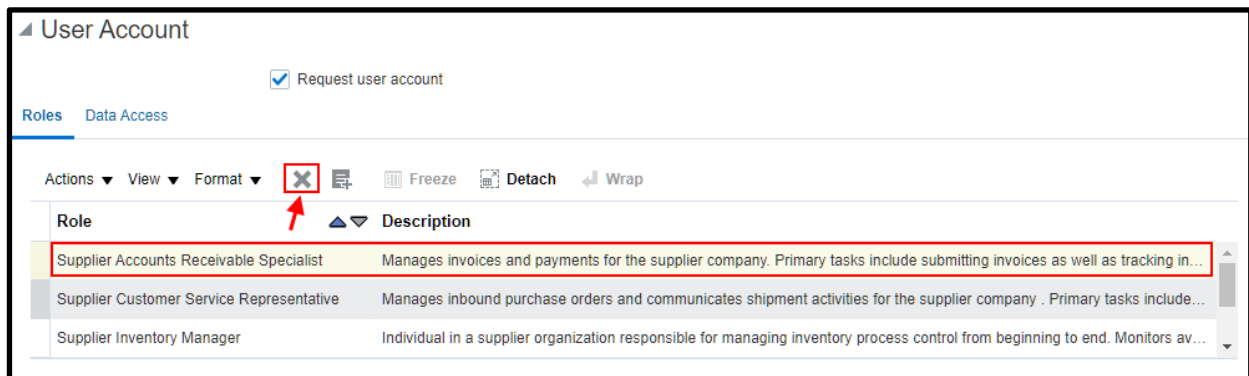 User Account
Request user account
Roles Data Access
Actions View Format Freeze Detach Wrap
Role Description
Supplier Accounts Receivable Specialist Manages invoices and payments for the supplier company. Primary tasks include submitting invoices as well as tracking in...
Supplier Customer Service Representative Manages inbound purchase orders and communicates shipment activities for the supplier company . Primary tasks include...
Supplier Inventory Manager Individual in a supplier organization responsible for managing inventory process control from beginning to end. Monitors av...